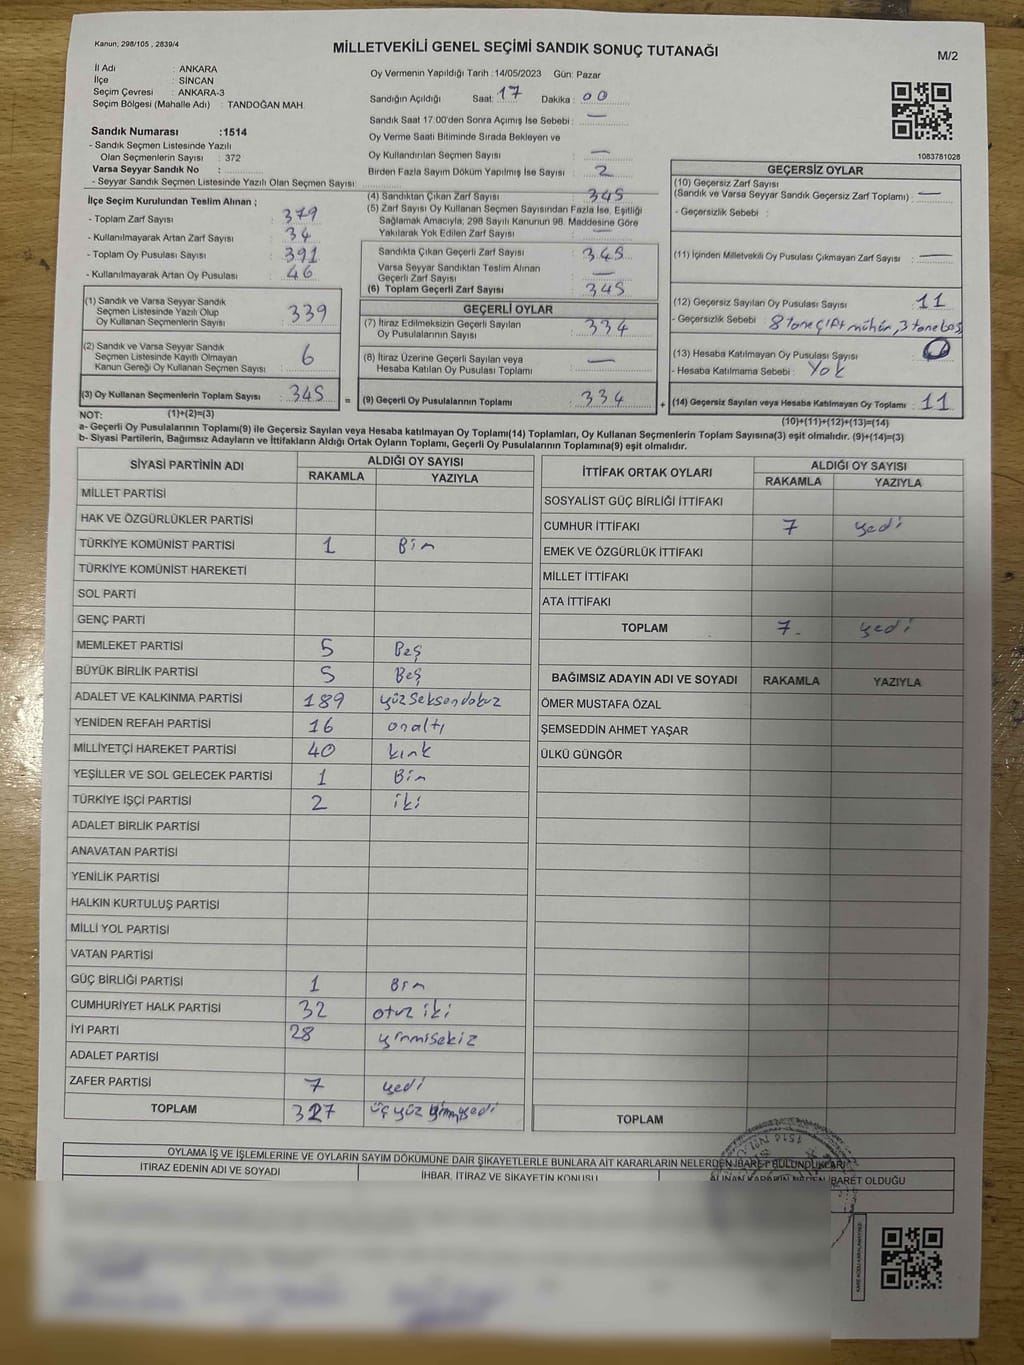 Kanun; 298/105 , 2839/4
MİLLETVEKİLİ GENEL SEÇİMİ SANDIK SONUÇ TUTANAĞI
M/2
İl Adı : ANKARA
İlçe : SİNCAN
Seçim Çevresi : ANKARA-3
Seçim Bölgesi (Mahalle Adı) : TANDOĞAN MAH.
Sandık Numarası :1514
- Sandık Seçmen Listesinde Yazılı
Olan Seçmenlerin Sayısı : 372
Varsa Seyyar Sandık No :
- Seyyar Sandık Seçmen Listesinde Yazılı Olan Seçmen Sayısı:
İlçe Seçim Kurulundan Teslim Alınan ;
- Toplam Zarf Sayısı : 379
- Kullanılmayarak Artan Zarf Sayısı : 34
- Toplam Oy Pusulası Sayısı : 391
- Kullanılmayarak Artan Oy Pusulası : 46
Oy Vermenin Yapıldığı Tarih :14/05/2023 Gün: Pazar
Sandığın Açıldığı Saat: 17 Dakika : 00
Sandık Saat 17:00'den Sonra Açımış İse Sebebi : —
Oy Verme Saati Bitiminde Sırada Bekleyen ve
Oy Kullandırılan Seçmen Sayısı : —
Birden Fazla Sayım Döküm Yapılmış İse Sayısı : 2
(4) Sandıktan Çıkan Zarf Sayısı : 345
(5) Zarf Sayısı Oy Kullanan Seçmen Sayısından Fazla İse, Eşitliği
Sağlamak Amacıyla; 298 Sayılı Kanunun 98. Maddesine Göre
Yakılarak Yok Edilen Zarf Sayısı : —
Sandıkta Çıkan Geçerli Zarf Sayısı : 345
Varsa Seyyar Sandıktan Teslim Alınan
Geçerli Zarf Sayısı : —
(6) Toplam Geçerli Zarf Sayısı : 345
1083781028
GEÇERSİZ OYLAR
(10) Geçersiz Zarf Sayısı
(Sandık ve Varsa Seyyar Sandık Geçersiz Zarf Toplamı) : —
- Geçersizlik Sebebi :
(11) İçinden Milletvekili Oy Pusulası Çıkmayan Zarf Sayısı : —
(12) Geçersiz Sayılan Oy Pusulası Sayısı : 11
- Geçersizlik Sebebi : 8 tane çift mühür, 3 tane boş
(13) Hesaba Katılmayan Oy Pusulası Sayısı : 0
- Hesaba Katılmama Sebebi : Yok
(14) Geçersiz Sayılan veya Hesaba Katılmayan Oy Toplamı : 11
(10)+(11)+(12)+(13)=(14)
(1) Sandık ve Varsa Seyyar Sandık
Seçmen Listesinde Yazılı Olup
Oy Kullanan Seçmenlerin Sayısı : 339
(2) Sandık ve Varsa Seyyar Sandık
Seçmen Listesinde Kayıtlı Olmayan
Kanun Gereği Oy Kullanan Seçmen Sayısı : 6
(3) Oy Kullanan Seçmenlerin Toplam Sayısı : 345 =
GEÇERLİ OYLAR
(7) İtiraz Edilmeksizin Geçerli Sayılan
Oy Pusulalarının Sayısı : 334
(8) İtiraz Üzerine Geçerli Sayılan veya
Hesaba Katılan Oy Pusulası Toplamı : —
(9) Geçerli Oy Pusulalarının Toplamı : 334 +
NOT: (1)+(2)=(3)
a- Geçerli Oy Pusulalarının Toplamı(9) ile Geçersiz Sayılan veya Hesaba katılmayan Oy Toplamı(14) Toplamları, Oy Kullanan Seçmenlerin Toplam Sayısına(3) eşit olmalıdır. (9)+(14)=(3)
b- Siyasi Partilerin, Bağımsız Adayların ve İttifakların Aldığı Ortak Oyların Toplamı, Geçerli Oy Pusulalarının Toplamına(9) eşit olmalıdır.
SİYASİ PARTİNİN ADI
ALDIĞI OY SAYISI
RAKAMLA YAZIYLA
MİLLET PARTİSİ
HAK VE ÖZGÜRLÜKLER PARTİSİ
TÜRKİYE KOMÜNİST PARTİSİ 1 Bir
TÜRKİYE KOMÜNİST HAREKETİ
SOL PARTİ
GENÇ PARTİ
MEMLEKET PARTİSİ 5 Beş
BÜYÜK BİRLİK PARTİSİ 5 Beş
ADALET VE KALKINMA PARTİSİ 189 yüzseksendokuz
YENİDEN REFAH PARTİSİ 16 onaltı
MİLLİYETÇİ HAREKET PARTİSİ 40 kırk
YEŞİLLER VE SOL GELECEK PARTİSİ 1 Bir
TÜRKİYE İŞÇİ PARTİSİ 2 iki
ADALET BİRLİK PARTİSİ
ANAVATAN PARTİSİ
YENİLİK PARTİSİ
HALKIN KURTULUŞ PARTİSİ
MİLLİ YOL PARTİSİ
VATAN PARTİSİ
GÜÇ BİRLİĞİ PARTİSİ 1 Bir
CUMHURİYET HALK PARTİSİ 32 otuz iki
İYİ PARTİ 28 yirmisekiz
ADALET PARTİSİ
ZAFER PARTİSİ 7 yedi
TOPLAM 327 üç yüz yirmiyedi
İTTİFAK ORTAK OYLARI
ALDIĞI OY SAYISI
RAKAMLA YAZIYLA
SOSYALİST GÜÇ BİRLİĞİ İTTİFAKI
CUMHUR İTTİFAKI 7 yedi
EMEK VE ÖZGÜRLÜK İTTİFAKI
MİLLET İTTİFAKI
ATA İTTİFAKI
TOPLAM 7 yedi
BAĞIMSIZ ADAYIN ADI VE SOYADI RAKAMLA YAZIYLA
ÖMER MUSTAFA ÖZAL
ŞEMSEDDİN AHMET YAŞAR
ÜLKÜ GÜNGÖR
TOPLAM
OYLAMA İŞ VE İŞLEMLERİNE VE OYLARIN SAYIM DÖKÜMÜNE DAİR ŞİKAYETLERLE BUNLARA AİT KARARLARIN NELERDEN İBARET BULUNDUKLARI
İTİRAZ EDENİN ADI VE SOYADI
İHBAR, İTİRAZ VE ŞİKAYETİN KONUSU
ALINAN KARARIN NEDEN İBARET OLDUĞU